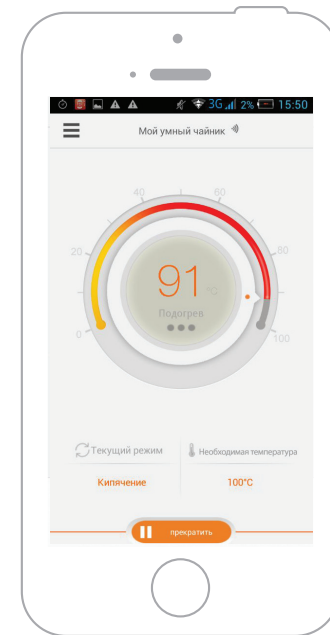 3G 2% 15:50
Мой умный чайник
40 60
20 80
91 °C
Подогрев
0 100
Текущий режим Необходимая температура
Кипячение 100°C
прекратить